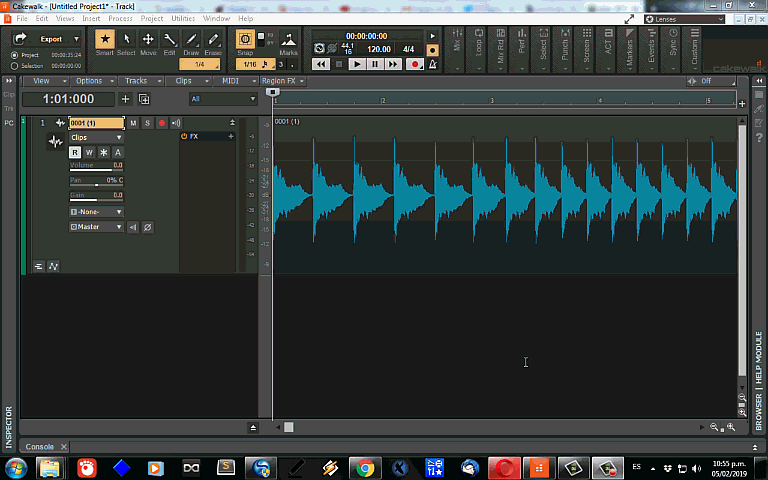 Cakewalk - [Untitled Project1* - Track]
File Edit Views Insert Process Project Utilities Window Help
Lenses
Export
Project 00:00:35:24
Selection 00:00:00:00
Smart Select Move Edit Draw Erase
1/4
Snap
1/16 3
Marks
00:00:00:00
44.1
16
120.00 4/4
Mix
Loop
Mix Rcl
Perf
Select
Punch
Screen
ACT
Markers
Events
Sync
Custom
cakewalk
View Options Tracks Clips MIDI Region FX
Off
Clip
PC
1:01:000
All
1 2 3 4 5
1 0001 (1) M S
FX
0001 (1)
Clips
R W A
Volume 0.0
Pan 0% C
Gain 0.0
-None-
Master
INSPECTOR
BROWSER
HELP MODULE
Console
ES
10:55 p.m.
05/02/2019